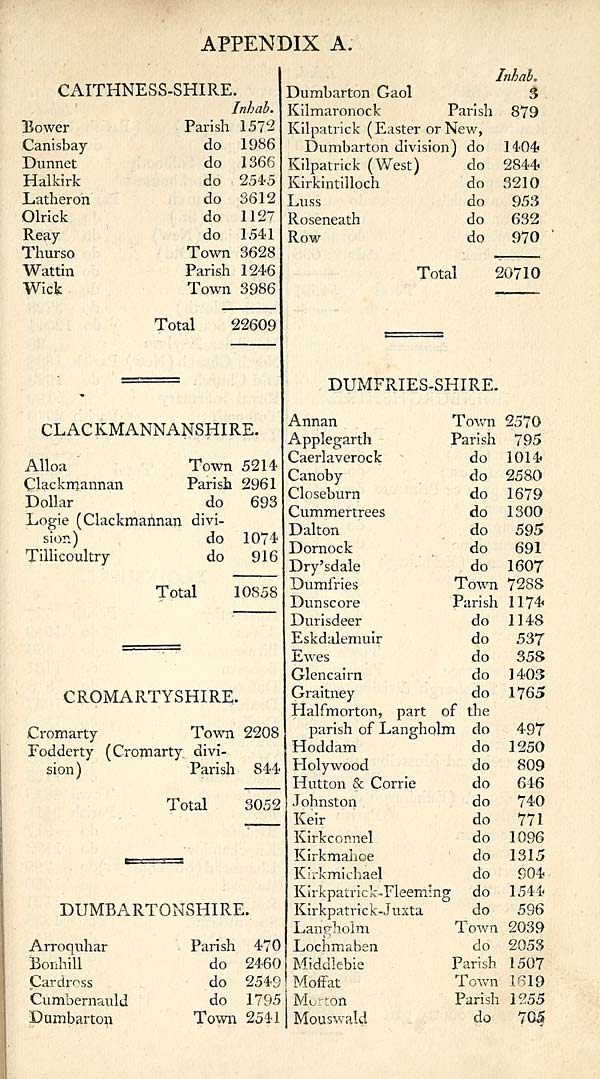 APPENDIX A.
CAITHNESS-SHIRE.
Inhab.
Bower Parish 1572
Canisbay do 1986
Dunnet do 1366
Halkirk do 2545
Latheron do 3612
Olrick do 1127
Reay do 1541
Thurso Town 3628
Wattin Parish 1246
Wick Town 3986
Total 22609
CLACKMANNANSHIRE.
Alloa Town 5214
Clackmannan Parish 2961
Dollar do 693
Logie (Clackmannan divi-
sion) do 1074
Tillicoultry do 916
Total 10858
CROMARTYSHIRE.
Cromarty Town 2208
Fodderty (Cromarty divi-
sion) Parish 844
Total 3052
DUMBARTONSHIRE.
Arroquhar Parish 470
Bonhill do 2460
Cardross do 2549
Cumbernauld do 1795
Dumbarton Town 2541
Inhab.
Dumbarton Gaol 3
Kilmaronock Parish 879
Kilpatrick (Easter or New,
Dumbarton division) do 1404
Kilpatrick (West) do 2844
Kirkintilloch do 3210
Luss do 953
Roseneath do 632
Row do 970
Total 20710
DUMFRIES-SHIRE.
Annan Town 2570
Applegarth Parish 795
Caerlaverock do 1014
Canoby do 2580
Closeburn do 1679
Cummertrees do 1300
Dalton do 595
Dornock do 691
Dry'sdale do 1607
Dumfries Town 7288
Dunscore Parish 1174
Durisdeer do 1148
Eskdalemuir do 537
Ewes do 358
Glencairn do 1403
Graitney do 1765
Halfmorton, part of the
parish of Langholm do 497
Hoddam do 1250
Holywood do 809
Hutton & Corrie do 646
Johnston do 740
Keir do 771
Kirkconnel do 1096
Kirkmahoe do 1315
Kirkmichael do 904
Kirkpatrick-Fleeming do 1544
Kirkpatrick-Juxta do 596
Langholm Town 2039
Lochmaben do 2053
Middlebie Parish 1507
Moffat Town 1619
Morton Parish 1255
Mouswald do 705